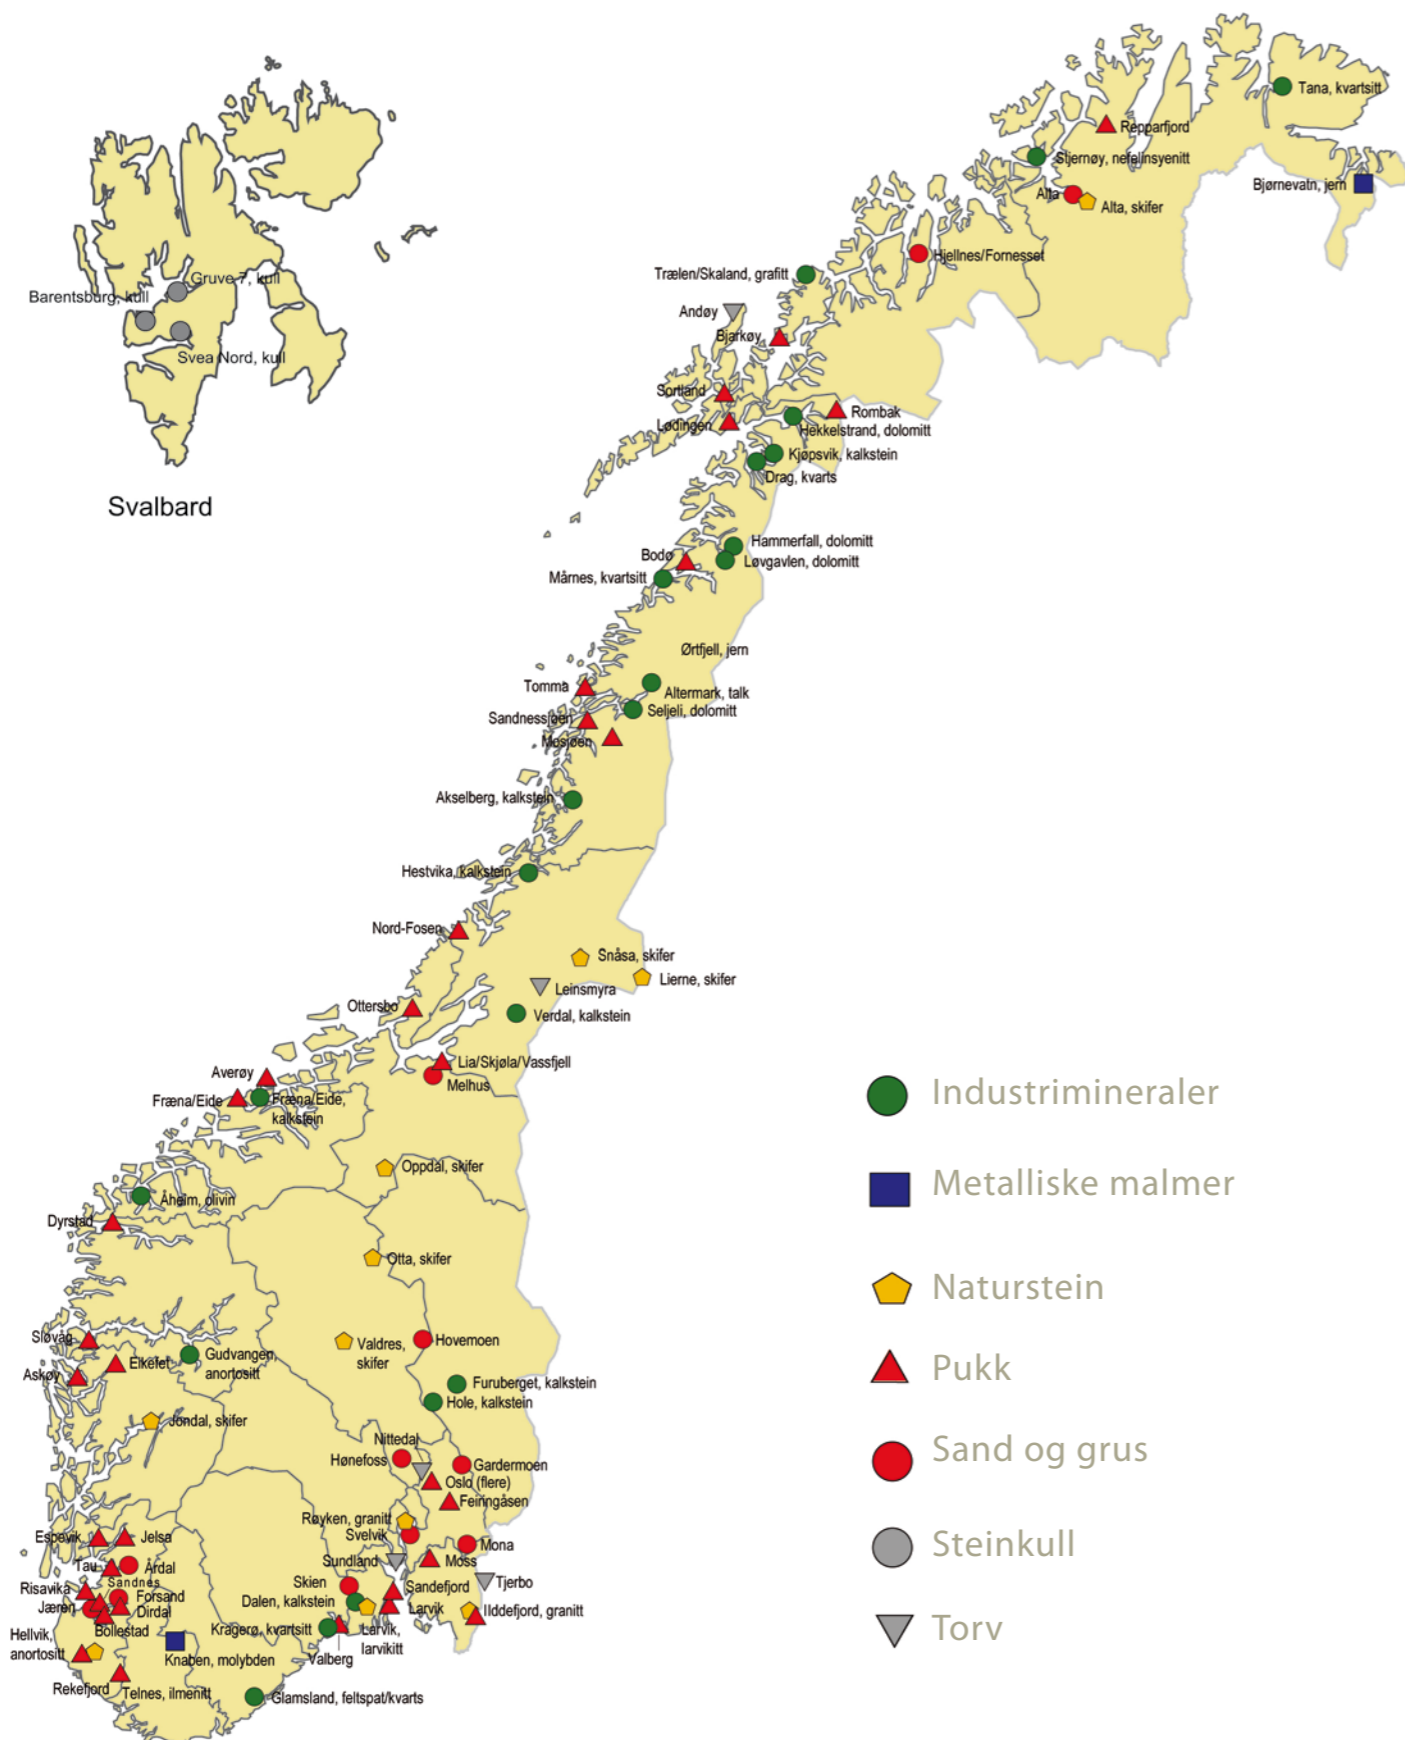 Tana, kvartsitt
Repparfjord
Stjernøy, nefelinsyenitt
Bjørnevatn, jern
Alta
Alta, skifer
Hjellnes/Fornesset
Trælen/Skaland, grafitt
Gruve 7, kull
Barentsburg, kull
Svea Nord, kull
Svalbard
Andøy
Bjarkøy
Sortland
Lødingen
Rombak
Hekkelstrand, dolomitt
Kjøpsvik, kalkstein
Drag, kvarts
Hammerfall, dolomitt
Bodø
Løvgavlen, dolomitt
Mårnes, kvartsitt
Ørtfjell, jern
Tomma
Altermark, talk
Seljeli, dolomitt
Sandnessjøen
Mosjøen
Akselberg, kalkstein
Hestvika, kalkstein
Nord-Fosen
Snåsa, skifer
Lierne, skifer
Leinsmyra
Ottersbo
Verdal, kalkstein
Lia/Skjøla/Vassfjell
Averøy
Melhus
Fræna/Eide
Fræna/Eide,
kalkstein
Oppdal, skifer
Åheim, olivin
Dyrstad
Otta, skifer
Sløvåg
Hovemoen
Valdres,
skifer
Eikefet
Gudvangen,
anortositt
Askøy
Furuberget, kalkstein
Hole, kalkstein
Jondal, skifer
Nittedal
Hønefoss
Gardermoen
Oslo (flere)
Feiringåsen
Røyken, granitt
Svelvik
Espevik
Jelsa
Mona
Sundland
Moss
Tau
Årdal
Sandnes
Skien
Sandefjord
Tjerbo
Risavika
Forsand
Dalen, kalkstein
Jæren
Dirdal
Larvik
IIddefjord, granitt
Bollestad
Kragerø, kvartsitt
Larvik,
larvikitt
Hellvik,
anortositt
Valberg
Knaben, molybden
Rekefjord
Telnes, ilmenitt
Glamsland, feltspat/kvarts
Industrimineraler
Metalliske malmer
Naturstein
Pukk
Sand og grus
Steinkull
Torv